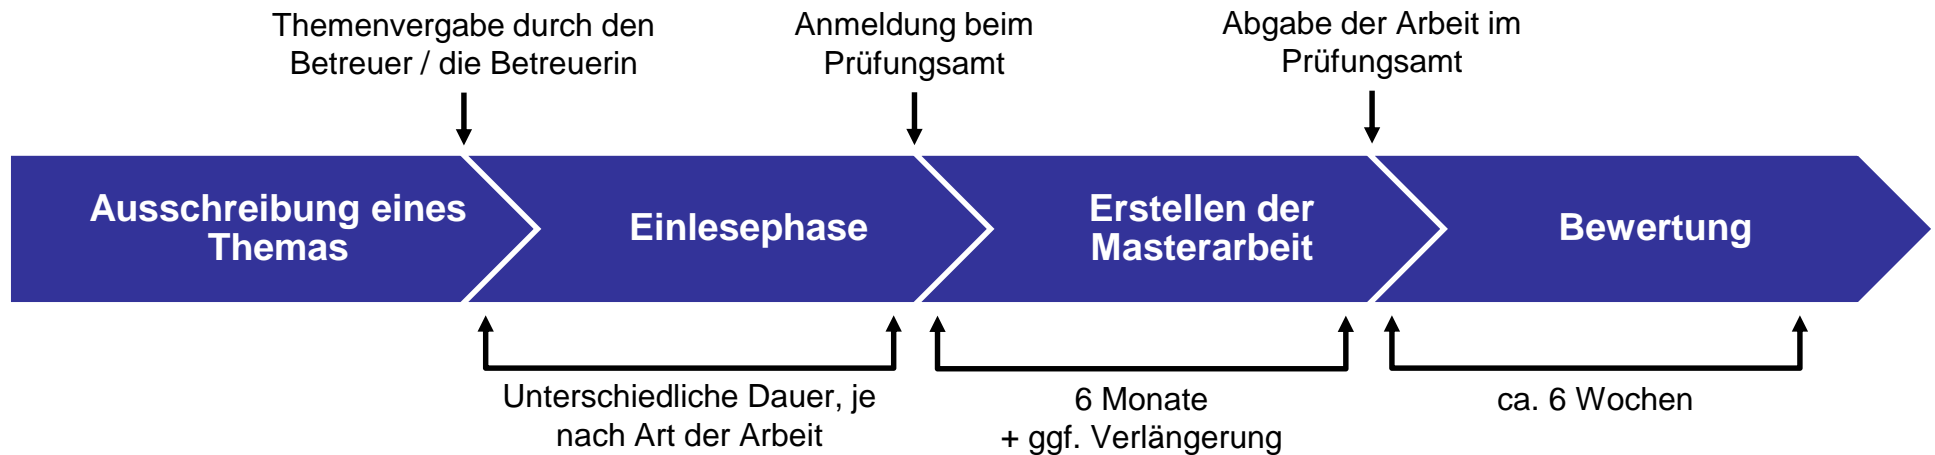 Themenvergabe durch den
Betreuer / die Betreuerin
Anmeldung beim
Prüfungsamt
Abgabe der Arbeit im
Prüfungsamt
Ausschreibung eines
Themas
Einlesephase
Erstellen der
Masterarbeit
Bewertung
Unterschiedliche Dauer, je
nach Art der Arbeit
6 Monate
+ ggf. Verlängerung
ca. 6 Wochen